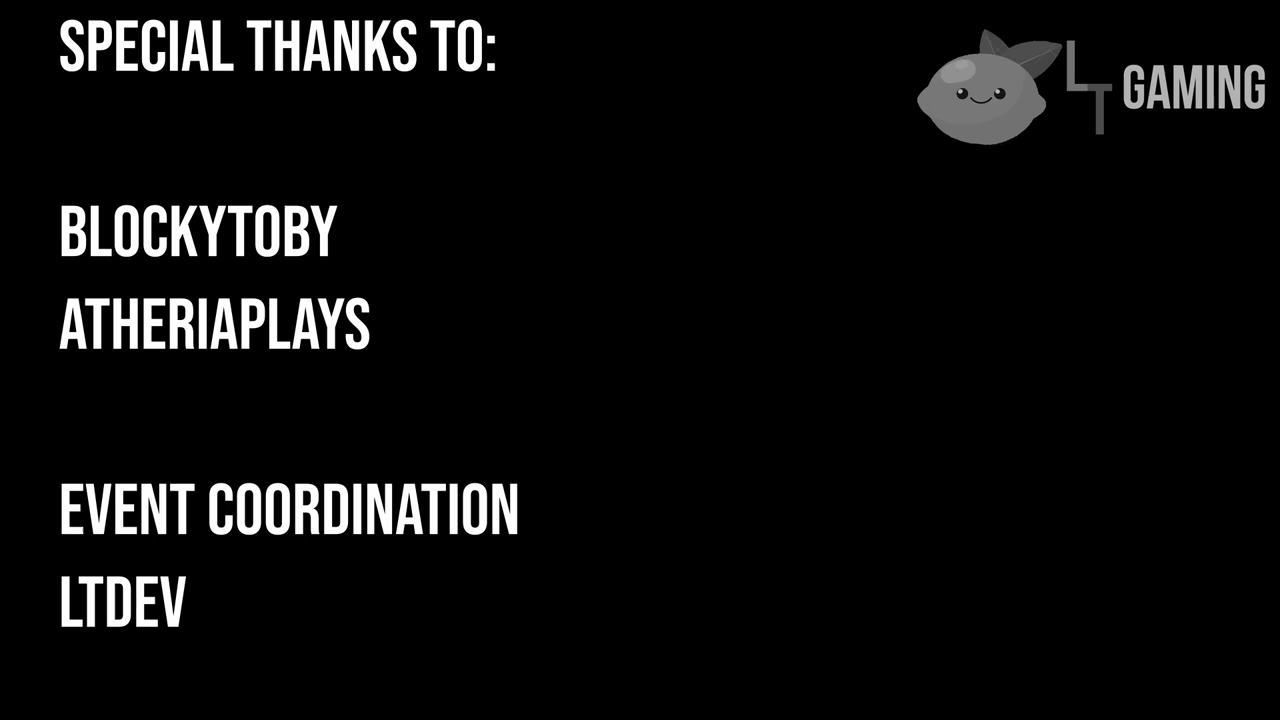 SPECIAL THANKS TO:
LT GAMING
BLOCKYTOBY
ATHERIAPLAYS
EVENT COORDINATION
LTDEV